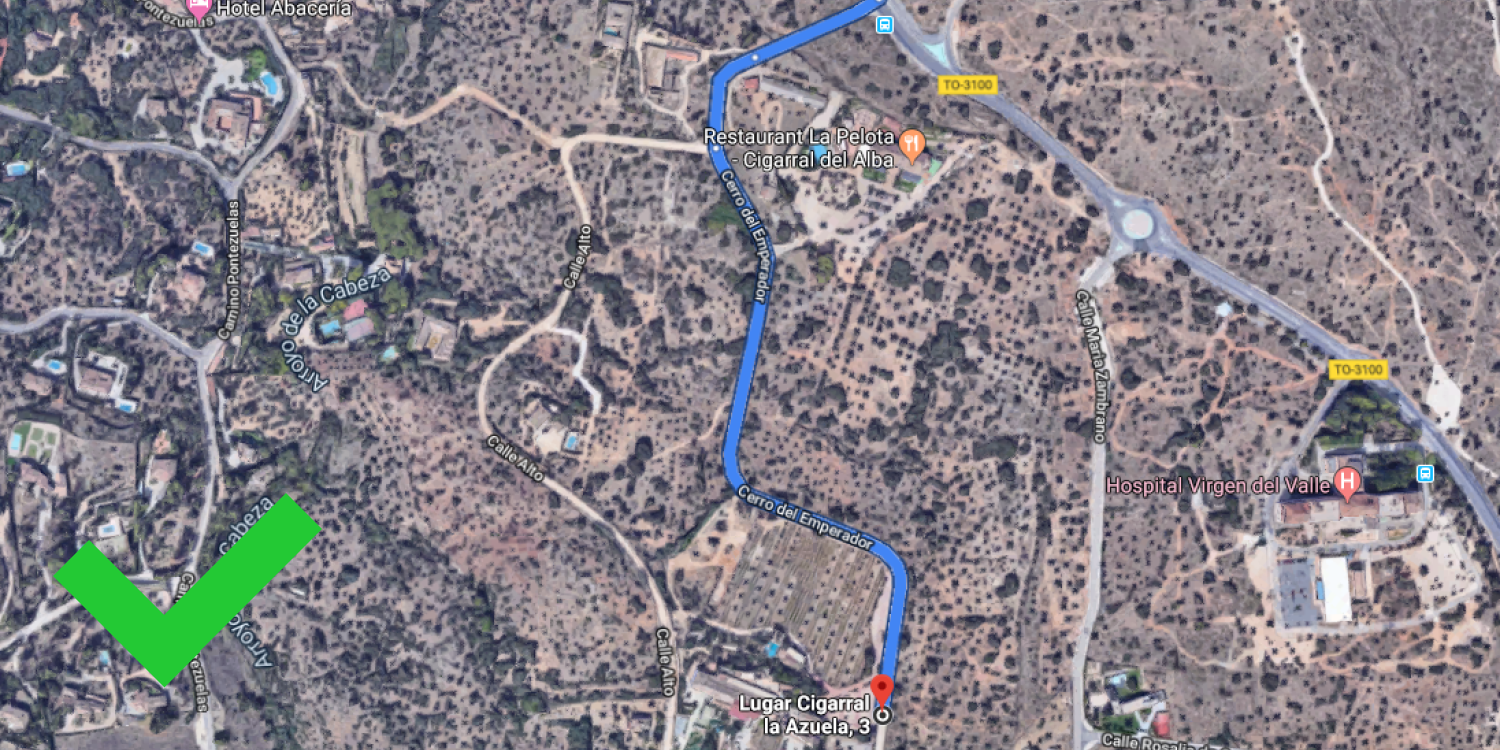 Pontezuelas
Hotel Abacería
TO-3100
Restaurant La Pelota
- Cigarral del Alba
Cerro del Emperador
Camino Pontezuelas
Calle Alto
Arroyo de la Cabeza
Calle María Zambrano
TO-3100
Calle Alto
Hospital Virgen del Valle
H
Cerro del Emperador
Cabeza
Arroyo
Calle Alto
Lugar Cigarral
la Azuela, 3